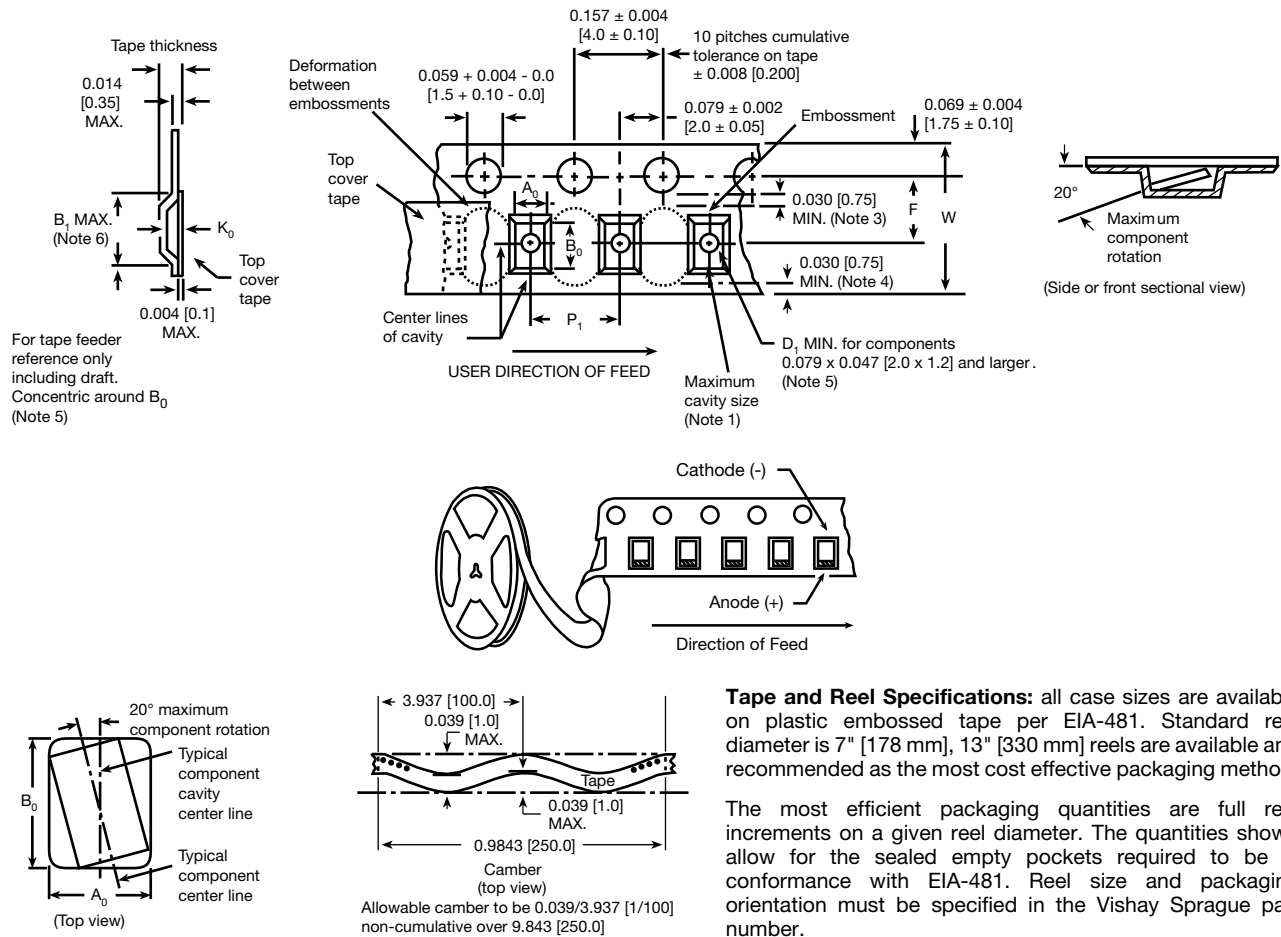 Tape thickness
0.014
[0.35]
MAX.
B1 MAX.
(Note 6)
K0
Top
cover
tape
0.004 [0.1]
MAX.
For tape feeder
reference only
including draft.
Concentric around B0
(Note 5)
Deformation
between
embossments
0.059 + 0.004 - 0.0
[1.5 + 0.10 - 0.0]
0.157 ± 0.004
[4.0 ± 0.10]
10 pitches cumulative
tolerance on tape
± 0.008 [0.200]
0.079 ± 0.002
[2.0 ± 0.05]
Embossment
0.069 ± 0.004
[1.75 ± 0.10]
Top
cover
tape
A0
B0
0.030 [0.75]
MIN. (Note 3)
F
W
0.030 [0.75]
MIN. (Note 4)
Center lines
of cavity
P1
USER DIRECTION OF FEED
Maximum
cavity size
(Note 1)
D1 MIN. for components
0.079 x 0.047 [2.0 x 1.2] and larger.
(Note 5)
20°
Maximum
component
rotation
(Side or front sectional view)
Cathode (-)
Anode (+)
Direction of Feed
20° maximum
component rotation
Typical
component
cavity
center line
B0
Typical
component
center line
A0
(Top view)
3.937 [100.0]
0.039 [1.0]
MAX.
Tape
0.039 [1.0]
MAX.
0.9843 [250.0]
Camber
(top view)
Allowable camber to be 0.039/3.937 [1/100]
non-cumulative over 9.843 [250.0]
Tape and Reel Specifications: all case sizes are availab
on plastic embossed tape per EIA-481. Standard re
diameter is 7" [178 mm], 13" [330 mm] reels are available an
recommended as the most cost effective packaging metho
The most efficient packaging quantities are full re
increments on a given reel diameter. The quantities show
allow for the sealed empty pockets required to be
conformance with EIA-481. Reel size and packagin
orientation must be specified in the Vishay Sprague pa
number.